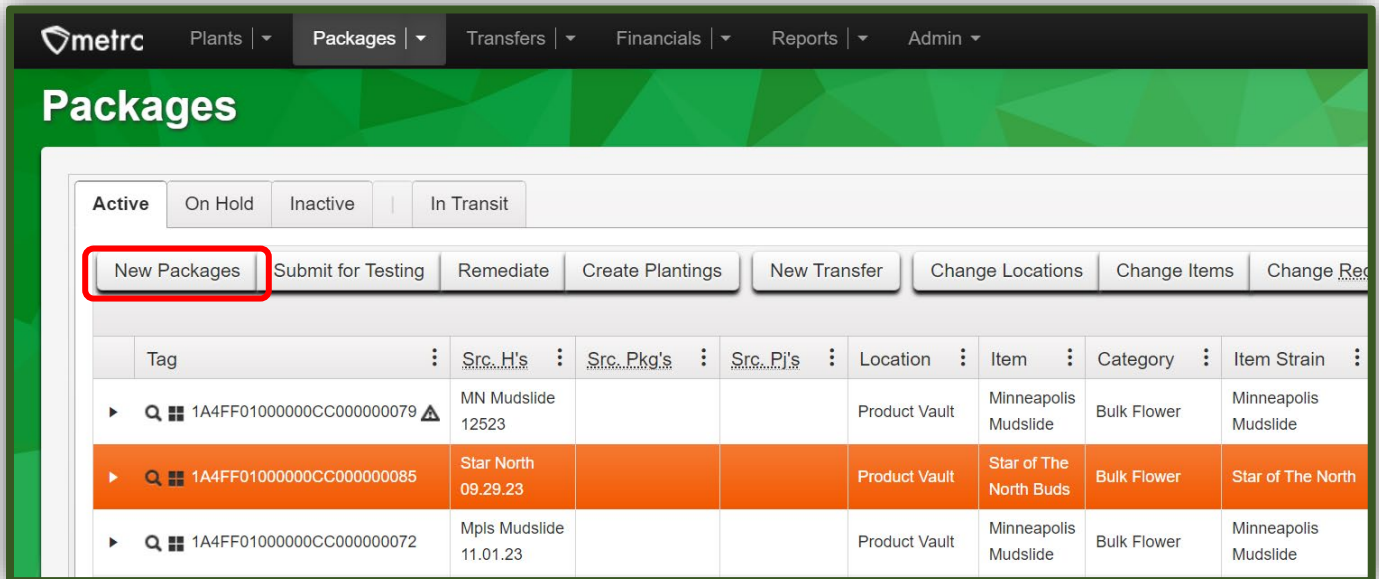 metrc Plants Packages Transfers Financials Reports Admin
Packages
Active On Hold Inactive | In Transit
New Packages Submit for Testing Remediate Create Plantings New Transfer Change Locations Change Items Change
Tag Src. H's Src. Pkg's Src. Pj's Location Item Category Item Strain
MN Mudslide Minneapolis Minneapolis
1A4FF01000000CC000000079 Product Vault Bulk Flower
12523 Mudslide Mudslide
Star North Star of The
1A4FF01000000CC000000085 Product Vault Bulk Flower Star of The North
09.29.23 North Buds
Mpls Mudslide Minneapolis Minneapolis
1A4FF01000000CC000000072 Product Vault Bulk Flower
11.01.23 Mudslide Mudslide